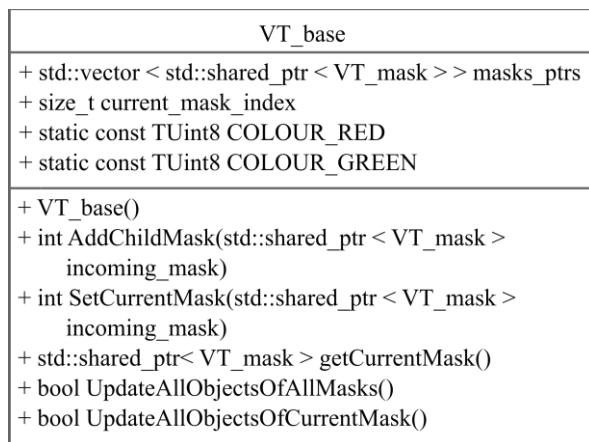 VT_base
+ std::vector < std::shared_ptr < VT_mask > > masks_ptrs
+ size_t current_mask_index
+ static const TUint8 COLOUR_RED
+ static const TUint8 COLOUR_GREEN
+ VT_base()
+ int AddChildMask(std::shared_ptr < VT_mask >
incoming_mask)
+ int SetCurrentMask(std::shared_ptr < VT_mask >
incoming_mask)
+ std::shared_ptr< VT_mask > getCurrentMask()
+ bool UpdateAllObjectsOfAllMasks()
+ bool UpdateAllObjectsOfCurrentMask()